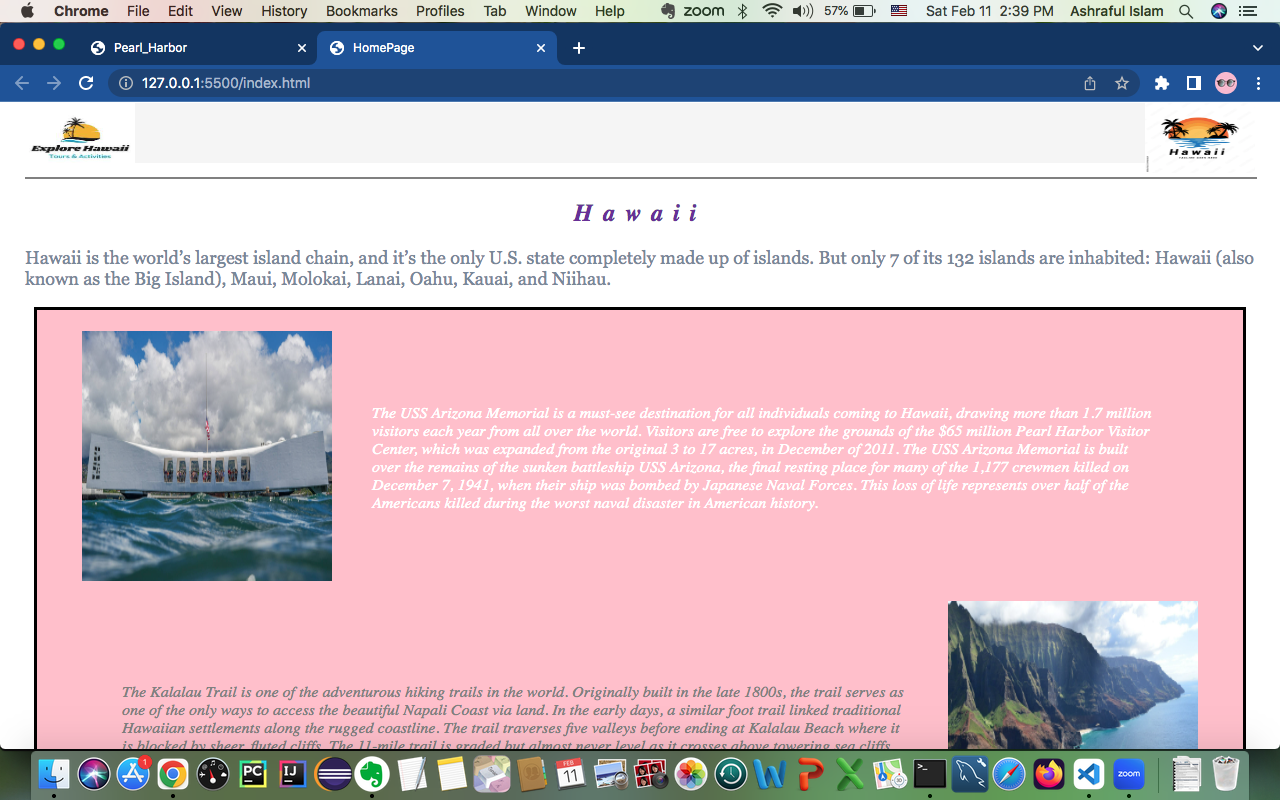 Chrome File Edit View History Bookmarks Profiles Tab Window Help zoom 57% Sat Feb 11 2:39 PM Ashraful Islam
Pearl_Harbor HomePage
127.0.0.1:5500/index.html
Explore Hawaii
Tours & Activities
Hawaii
Hawaii
Hawaii is the world’s largest island chain, and it’s the only U.S. state completely made up of islands. But only 7 of its 132 islands are inhabited: Hawaii (also
known as the Big Island), Maui, Molokai, Lanai, Oahu, Kauai, and Niihau.
The USS Arizona Memorial is a must-see destination for all individuals coming to Hawaii, drawing more than 1.7 million
visitors each year from all over the world. Visitors are free to explore the grounds of the $65 million Pearl Harbor Visitor
Center, which was expanded from the original 3 to 17 acres, in December of 2011. The USS Arizona Memorial is built
over the remains of the sunken battleship USS Arizona, the final resting place for many of the 1,177 crewmen killed on
December 7, 1941, when their ship was bombed by Japanese Naval Forces. This loss of life represents over half of the
Americans killed during the worst naval disaster in American history.
The Kalalau Trail is one of the adventurous hiking trails in the world. Originally built in the late 1800s, the trail serves as
one of the only ways to access the beautiful Napali Coast via land. In the early days, a similar foot trail linked traditional
Hawaiian settlements along the rugged coastline. The trail traverses five valleys before ending at Kalalau Beach where it
is blocked by sheer, fluted cliffs. The 11-mile trail is graded but almost never level as it crosses above towering sea cliffs
1 PC IJ FEB 11 zoom